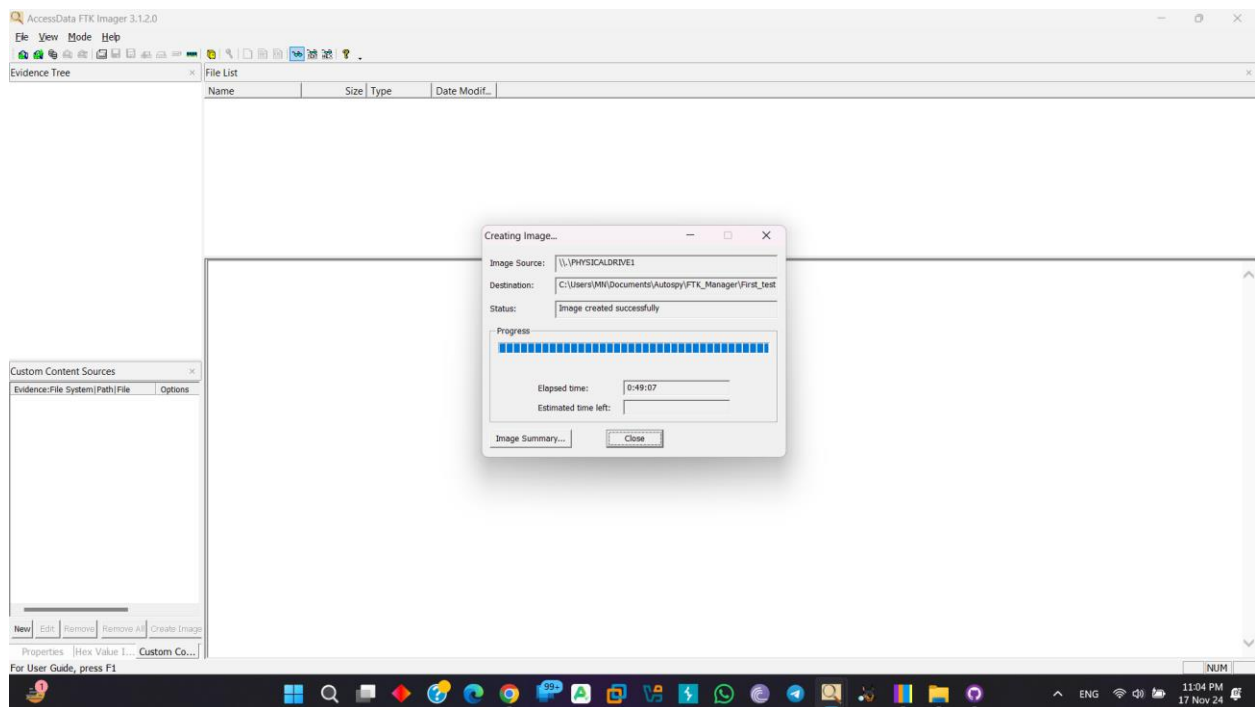 AccessData FTK Imager 3.1.2.0
File View Mode Help
Evidence Tree
File List
Name Size Type Date Modif...
Creating Image...
Image Source: \\.\PHYSICALDRIVE1
Destination: C:\Users\MN\Documents\Autospy\FTK_Manager\First_test
Status: Image created successfully
Progress
Elapsed time: 0:49:07
Estimated time left:
Image Summary... Close
Custom Content Sources
Evidence:File System|Path|File Options
New Edit Remove Remove All Create Image
Properties Hex Value I... Custom Co...
For User Guide, press F1
NUM
1
99+
ENG
11:04 PM
17 Nov 24